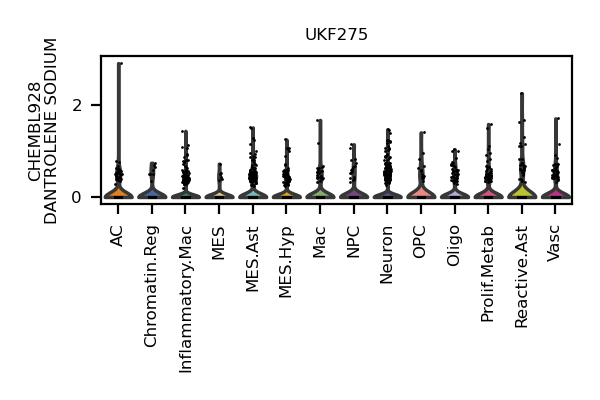 UKF275
CHEMBL928
DANTROLENE SODIUM
2
0
AC
Chromatin.Reg
Inflammatory.Mac
MES
MES.Ast
MES.Hyp
Mac
NPC
Neuron
OPC
Oligo
Prolif.Metab
Reactive.Ast
Vasc